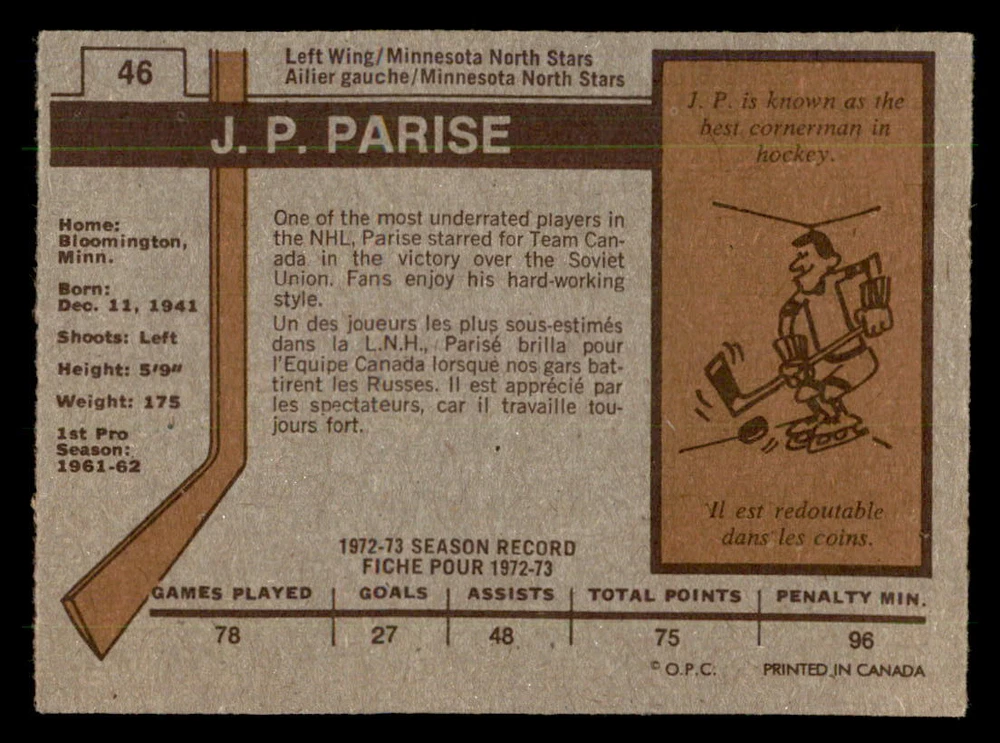 46
Left Wing/Minnesota North Stars
Ailier gauche/Minnesota North Stars
J. P. PARISE
Home:
Bloomington,
Minn.
Born:
Dec. 11, 1941
Shoots: Left
Height: 5'9"
Weight: 175
1st Pro
Season:
1961-62
One of the most underrated players in
the NHL, Parise starred for Team Can-
ada in the victory over the Soviet
Union. Fans enjoy his hard-working
style.
Un des joueurs les plus sous-estimés
dans la L.N.H., Parisé brilla pour
l'Equipe Canada lorsque nos gars bat-
tirent les Russes. Il est apprécié par
les spectateurs, car il travaille tou-
jours fort.
J. P. is known as the
best cornerman in
hockey.
Il est redoutable
dans les coins.
1972-73 SEASON RECORD
FICHE POUR 1972-73
GAMES PLAYED GOALS ASSISTS TOTAL POINTS PENALTY MIN.
78 27 48 75 96
© O.P.C. PRINTED IN CANADA